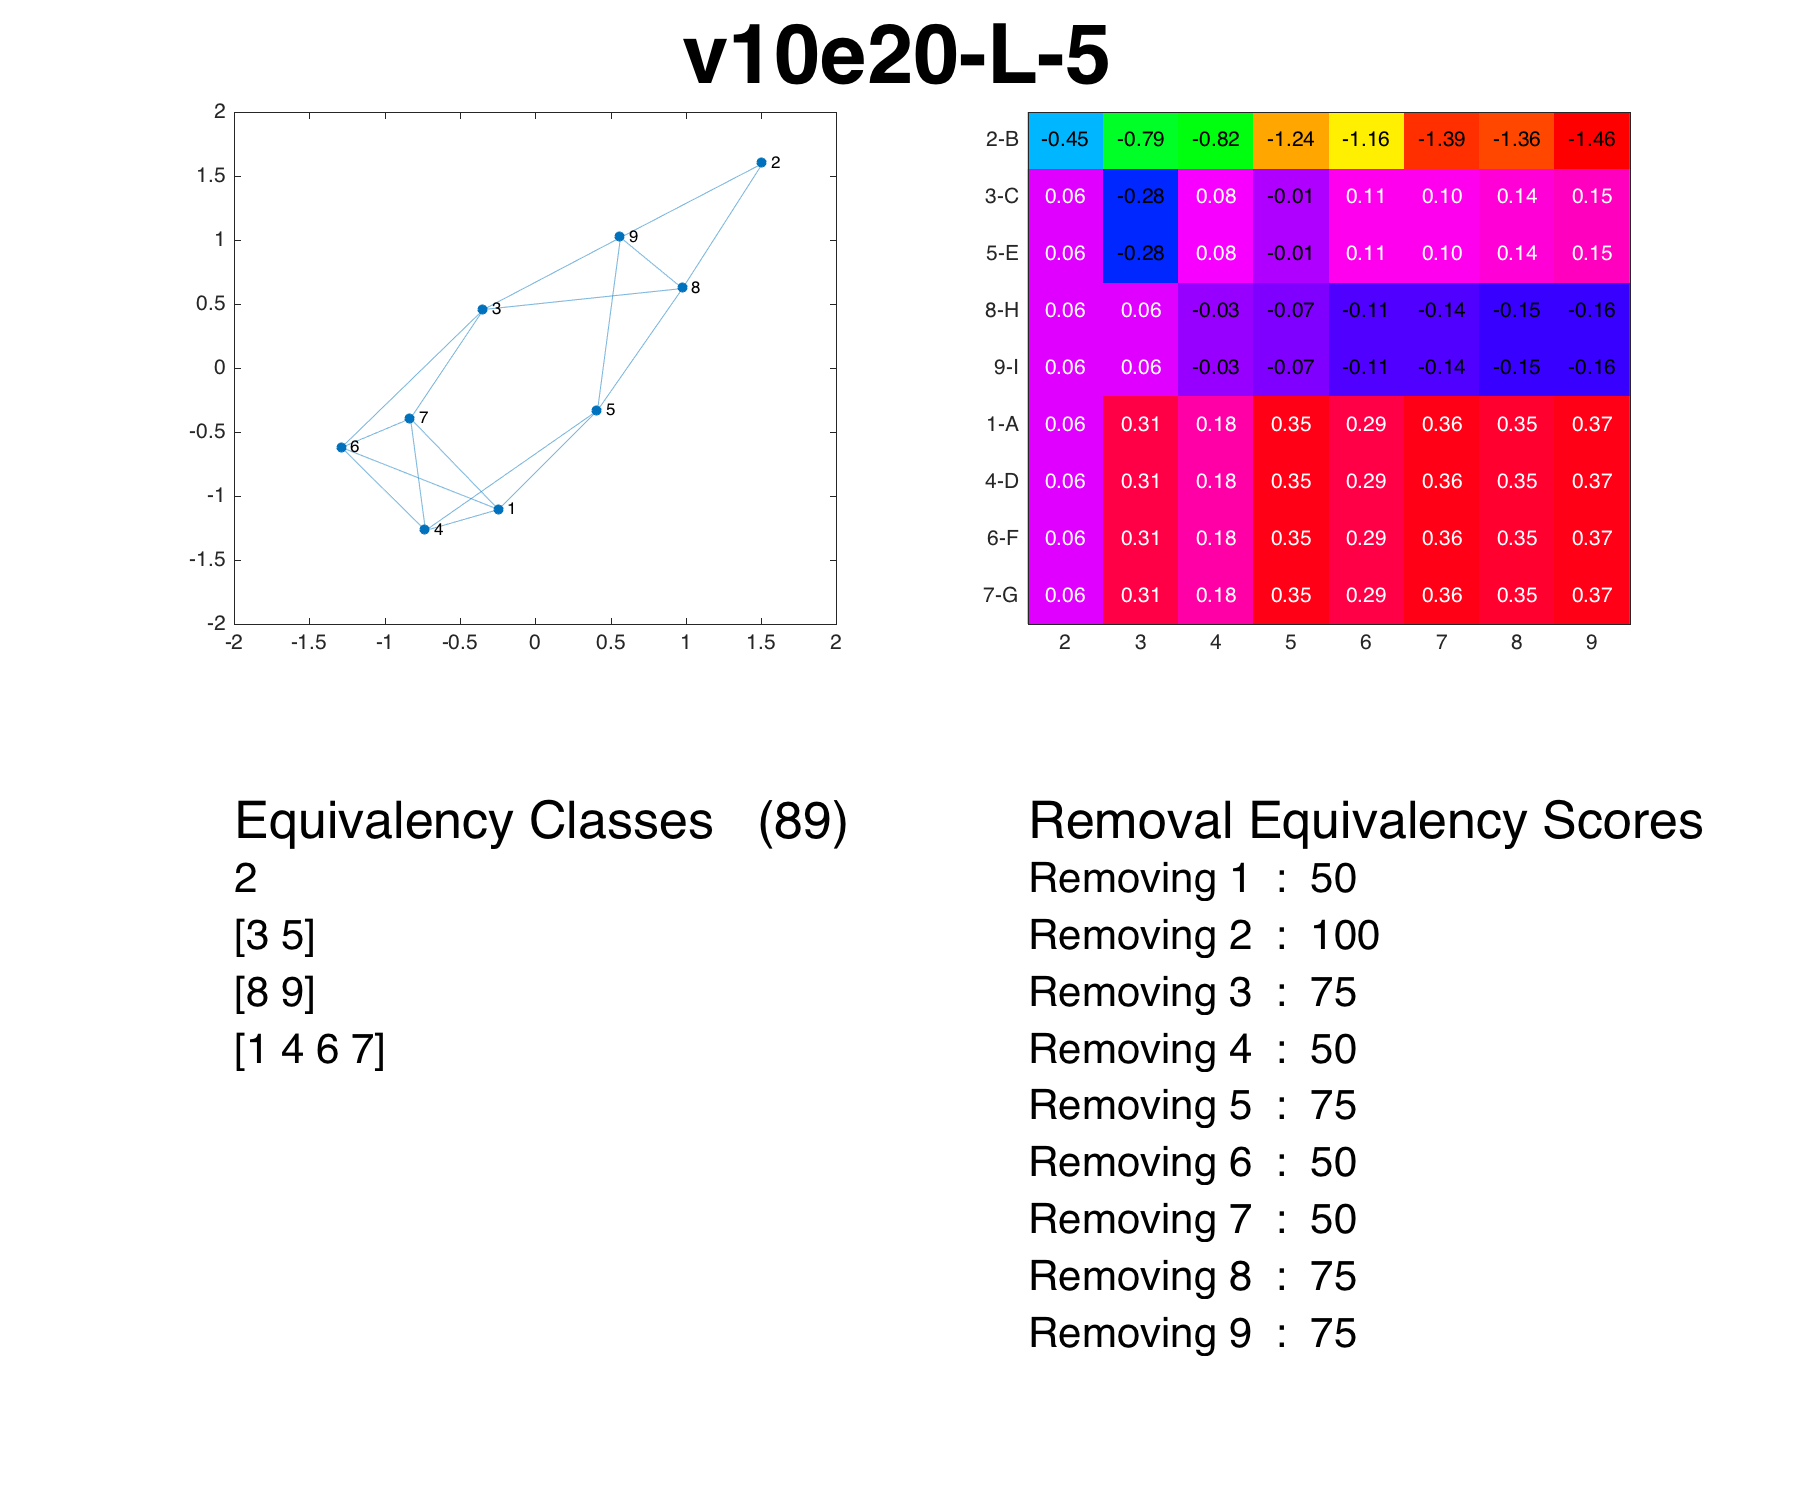 v10e20-L-5
2
1.5
1
0.5
0
-0.5
-1
-1.5
-2
-2 -1.5 -1 -0.5 0 0.5 1 1.5 2
2
9
8
3
5
7
6
1
4
2-B -0.45 -0.79 -0.82 -1.24 -1.16 -1.39 -1.36 -1.46
3-C 0.06 -0.28 0.08 -0.01 0.11 0.10 0.14 0.15
5-E 0.06 -0.28 0.08 -0.01 0.11 0.10 0.14 0.15
8-H 0.06 0.06 -0.03 -0.07 -0.11 -0.14 -0.15 -0.16
9-I 0.06 0.06 -0.03 -0.07 -0.11 -0.14 -0.15 -0.16
1-A 0.06 0.31 0.18 0.35 0.29 0.36 0.35 0.37
4-D 0.06 0.31 0.18 0.35 0.29 0.36 0.35 0.37
6-F 0.06 0.31 0.18 0.35 0.29 0.36 0.35 0.37
7-G 0.06 0.31 0.18 0.35 0.29 0.36 0.35 0.37
2 3 4 5 6 7 8 9
Equivalency Classes (89)
2
[3 5]
[8 9]
[1 4 6 7]
Removal Equivalency Scores
Removing 1 : 50
Removing 2 : 100
Removing 3 : 75
Removing 4 : 50
Removing 5 : 75
Removing 6 : 50
Removing 7 : 50
Removing 8 : 75
Removing 9 : 75